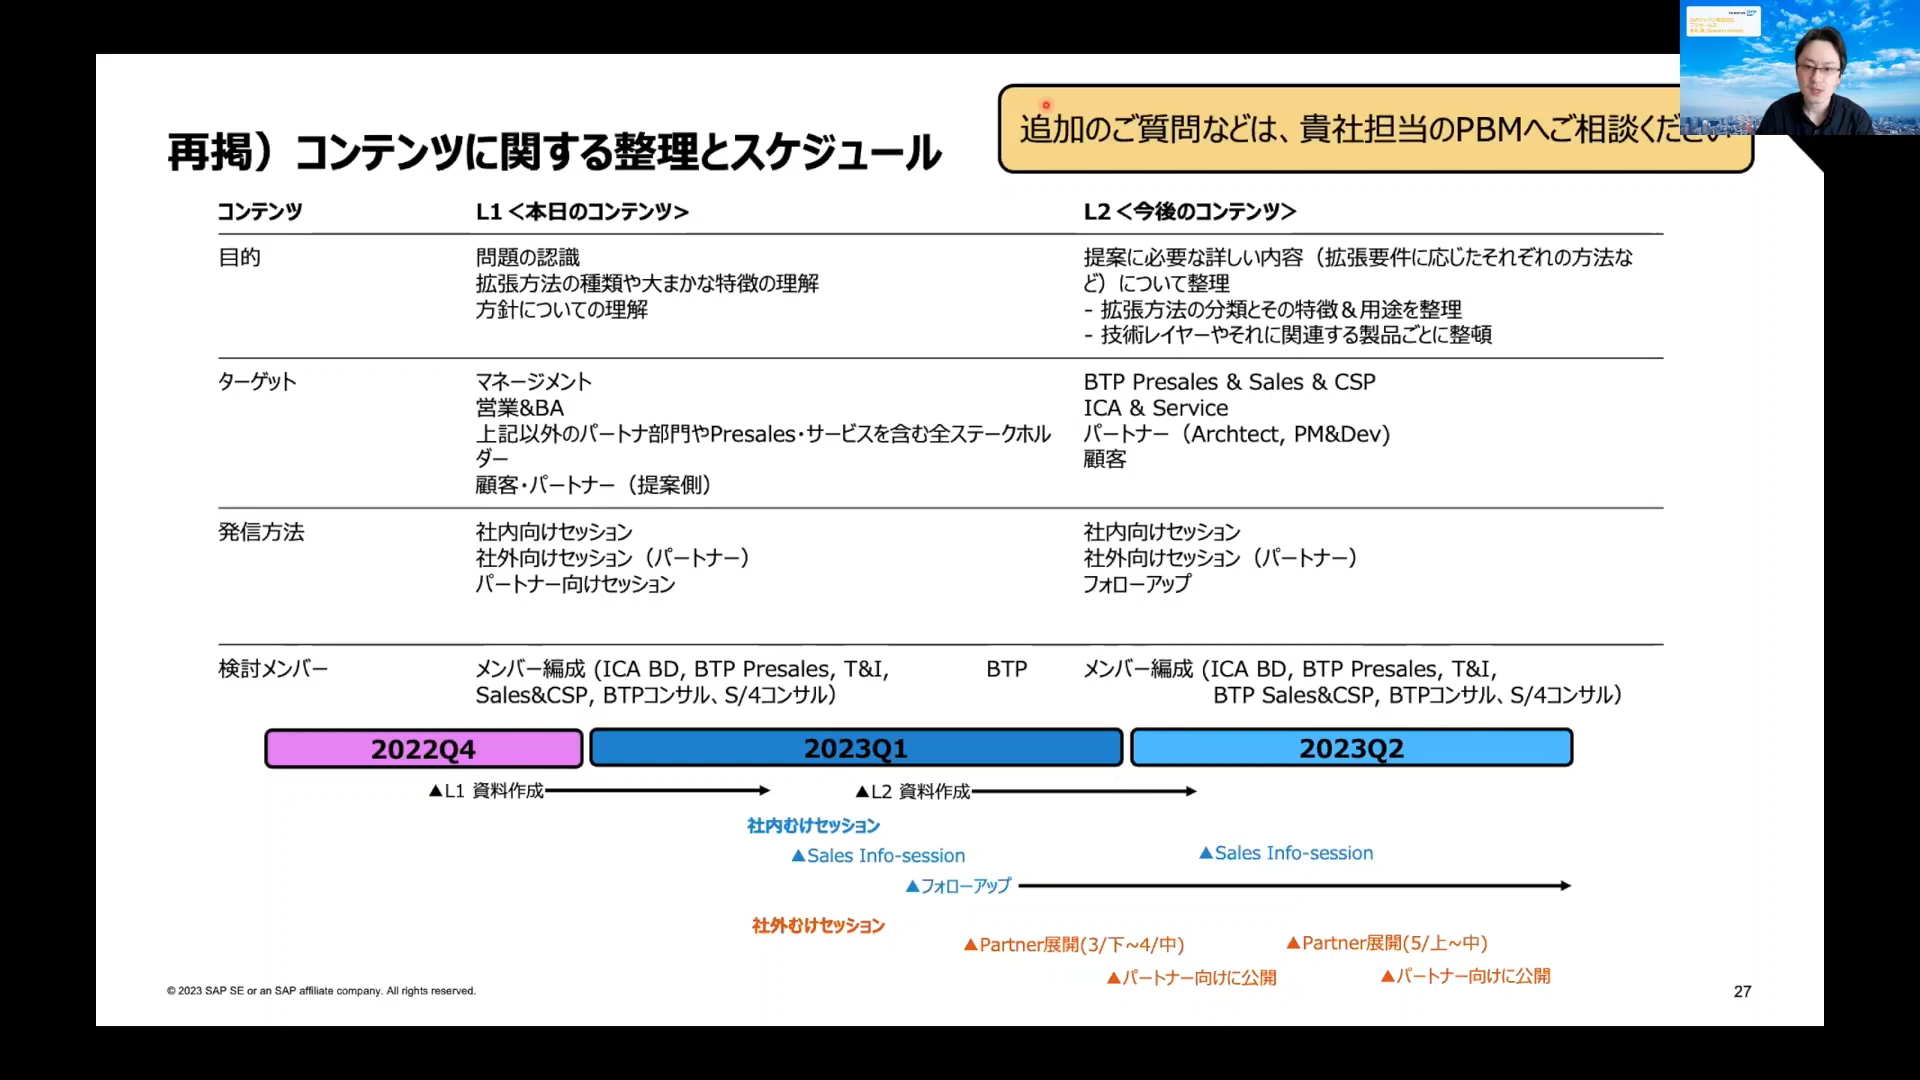 再掲）コンテンツに関する整理とスケジュール
追加のご質問などは、貴社担当のPBMへご相談くださ
コンテンツ
L1＜本日のコンテンツ>
L2＜今後のコンテンツ>
目的
問題の認識
拡張方法の種類や大まかな特徴の理解
方針についての理解
提案に必要な詳しい内容（拡張要件に応じたそれぞれの方法な
ど）について整理
- 拡張方法の分類とその特徴＆用途を整理
- 技術レイヤーやそれに関連する製品ごとに整頓
ターゲット
マネージメント
営業&BA
上記以外のパートナ部門やPresales・サービスを含む全ステークホル
ダー
顧客・パートナー（提案側）
BTP Presales & Sales & CSP
ICA & Service
パートナー（Archtect, PM&Dev)
顧客
発信方法
社内向けセッション
社外向けセッション（パートナー）
パートナー向けセッション
社内向けセッション
社外向けセッション（パートナー）
フォローアップ
検討メンバー
メンバー編成 (ICA BD, BTP Presales, T&I, BTP
Sales&CSP, BTPコンサル、S/4コンサル）
メンバー編成 (ICA BD, BTP Presales, T&I,
BTP Sales&CSP, BTPコンサル、S/4コンサル）
2022Q4
2023Q1
2023Q2
▲L1 資料作成
▲L2 資料作成
社内むけセッション
▲Sales Info-session
▲Sales Info-session
▲フォローアップ
社外むけセッション
▲Partner展開(3/下~4/中)
▲Partner展開(5/上~中)
▲パートナー向けに公開
▲パートナー向けに公開
© 2023 SAP SE or an SAP affiliate company. All rights reserved.
27